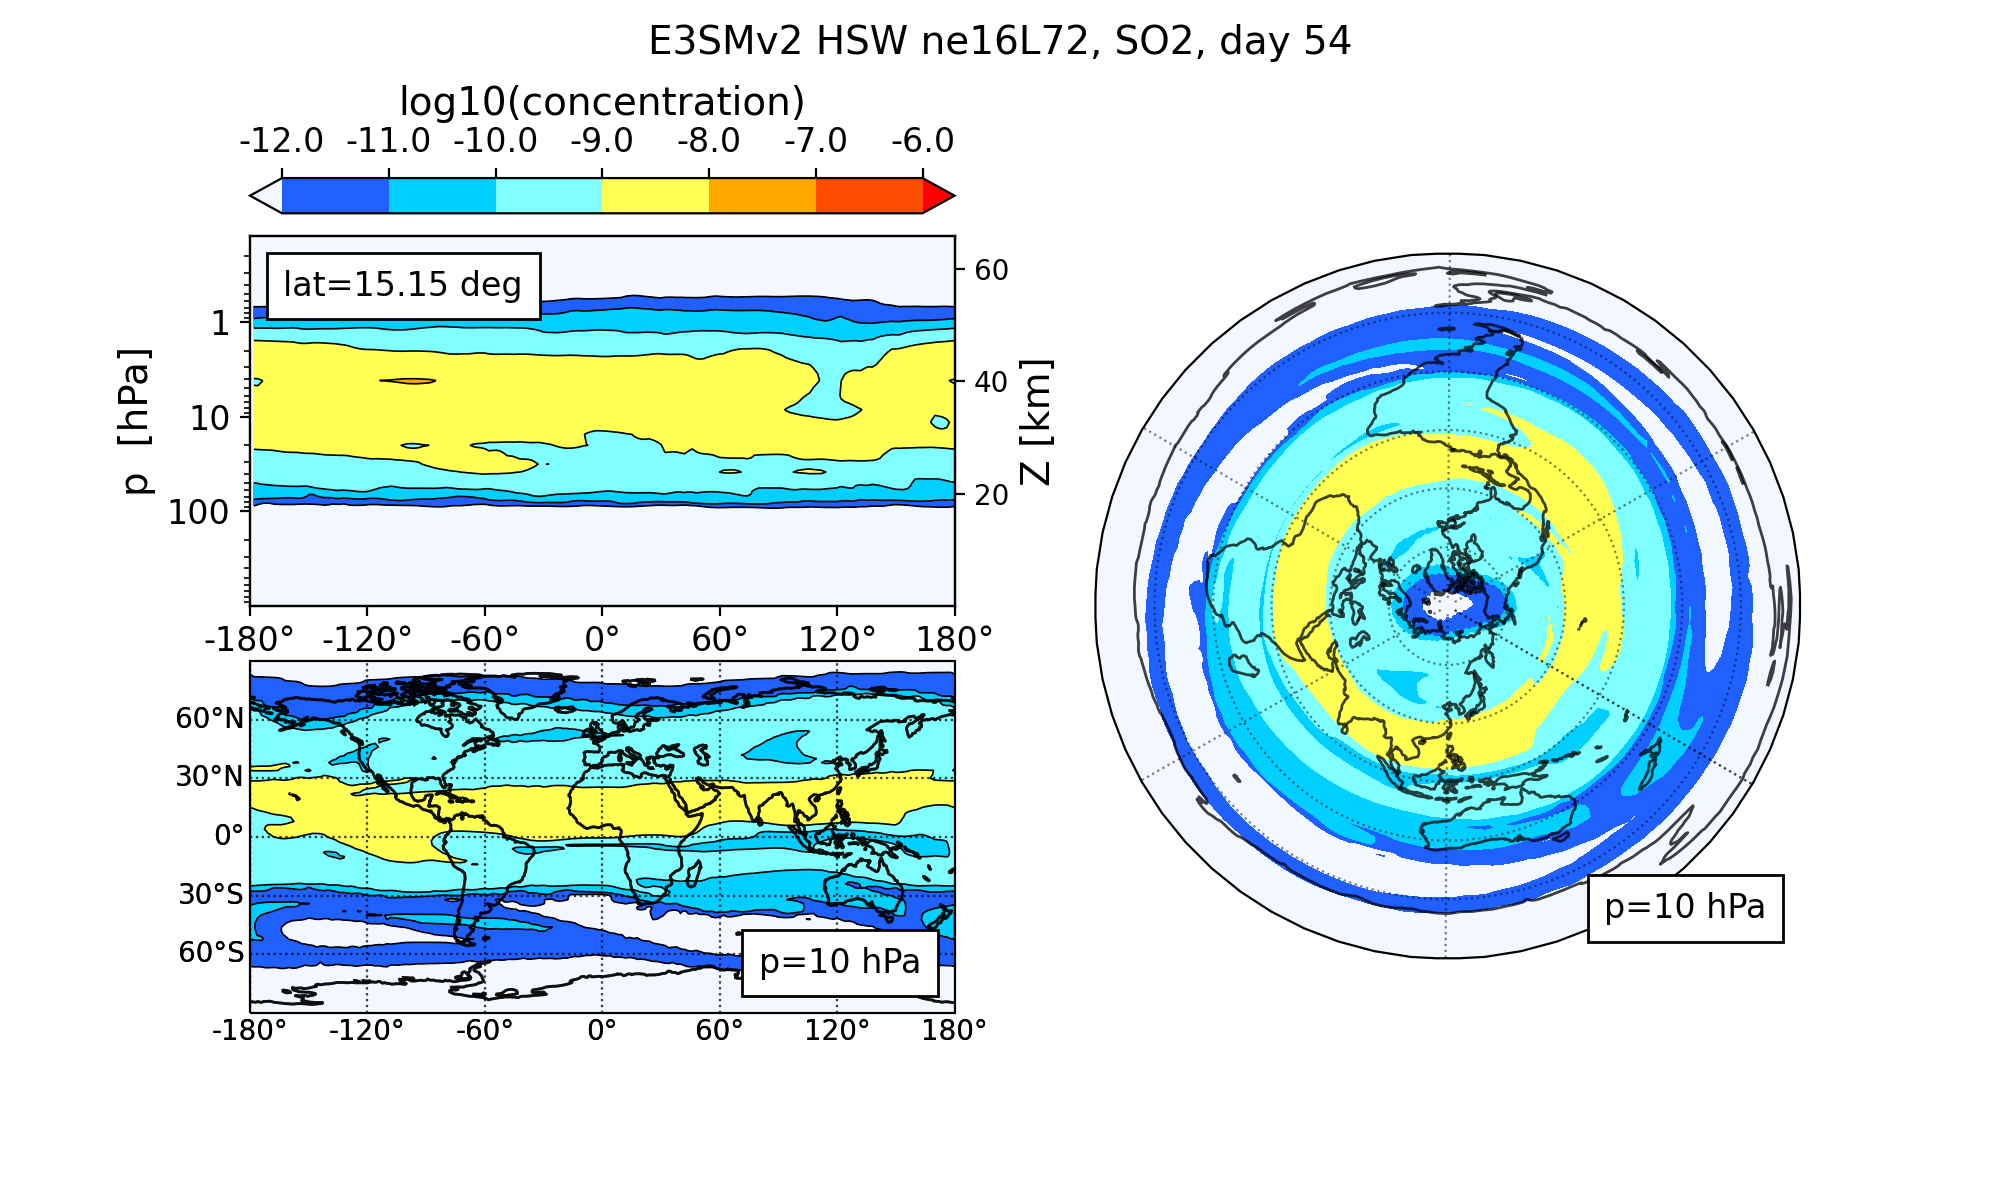 E3SMv2 HSW ne16L72, SO2, day 54
log10(concentration)
-12.0 -11.0 -10.0 -9.0 -8.0 -7.0 -6.0
lat=15.15 deg
p [hPa]
1
10
100
Z [km]
60
40
20
-180° -120° -60° 0° 60° 120° 180°
60°N
30°N
0°
30°S
60°S
p=10 hPa
-180° -120° -60° 0° 60° 120° 180°
p=10 hPa